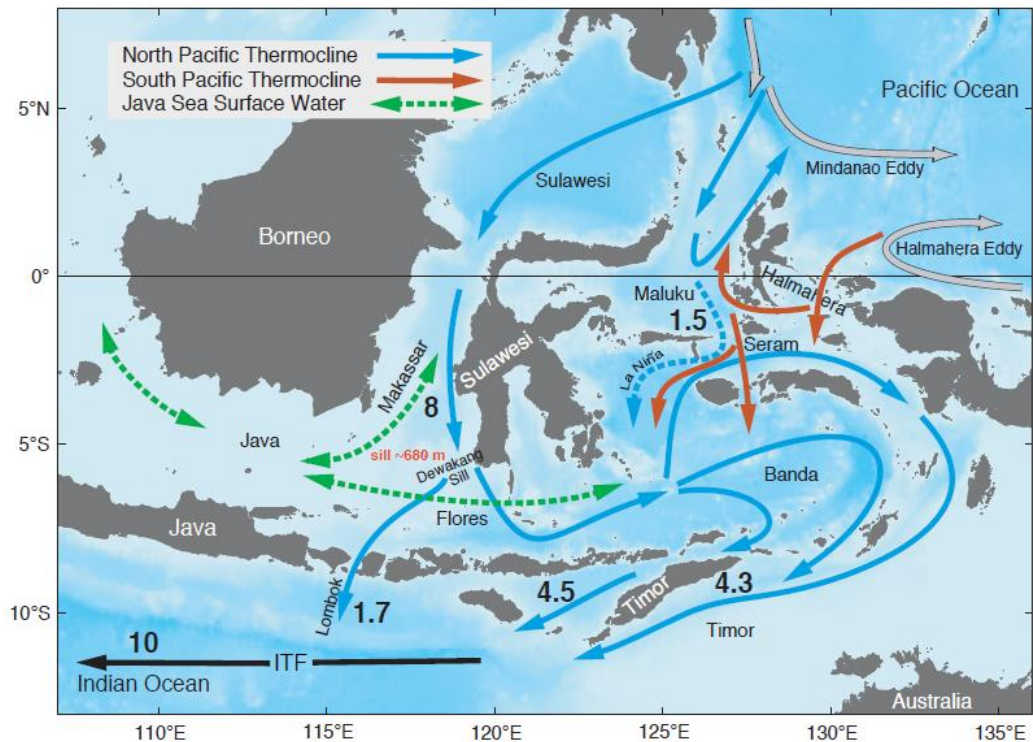 North Pacific Thermocline
South Pacific Thermocline
Java Sea Surface Water
5°N
Pacific Ocean
Mindanao Eddy
Sulawesi
Borneo
Halmahera Eddy
0°
Halmahera
Maluku
1.5
Seram
La Niña
Makassar
Sulawesi
8
Java
sill ~680 m
5°S
Dewakang
Sill
Banda
Flores
Java
4.5
Timor
4.3
Lombok
1.7
10°S
Timor
10
ITF
Indian Ocean
Australia
110°E
115°E
120°E
125°E
130°E
135°E